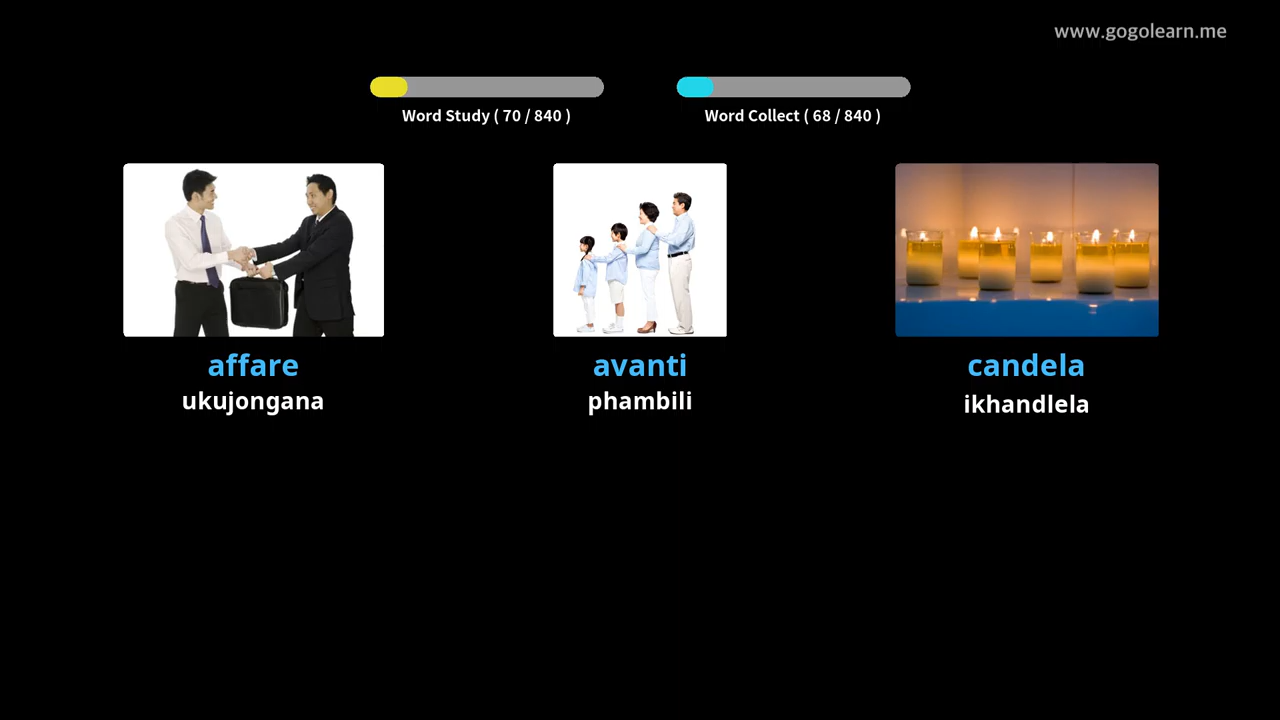 www.gogolearn.me
Word Study ( 70 / 840 )
Word Collect ( 68 / 840 )
affare
ukujongana
avanti
phambili
candela
ikhandlela